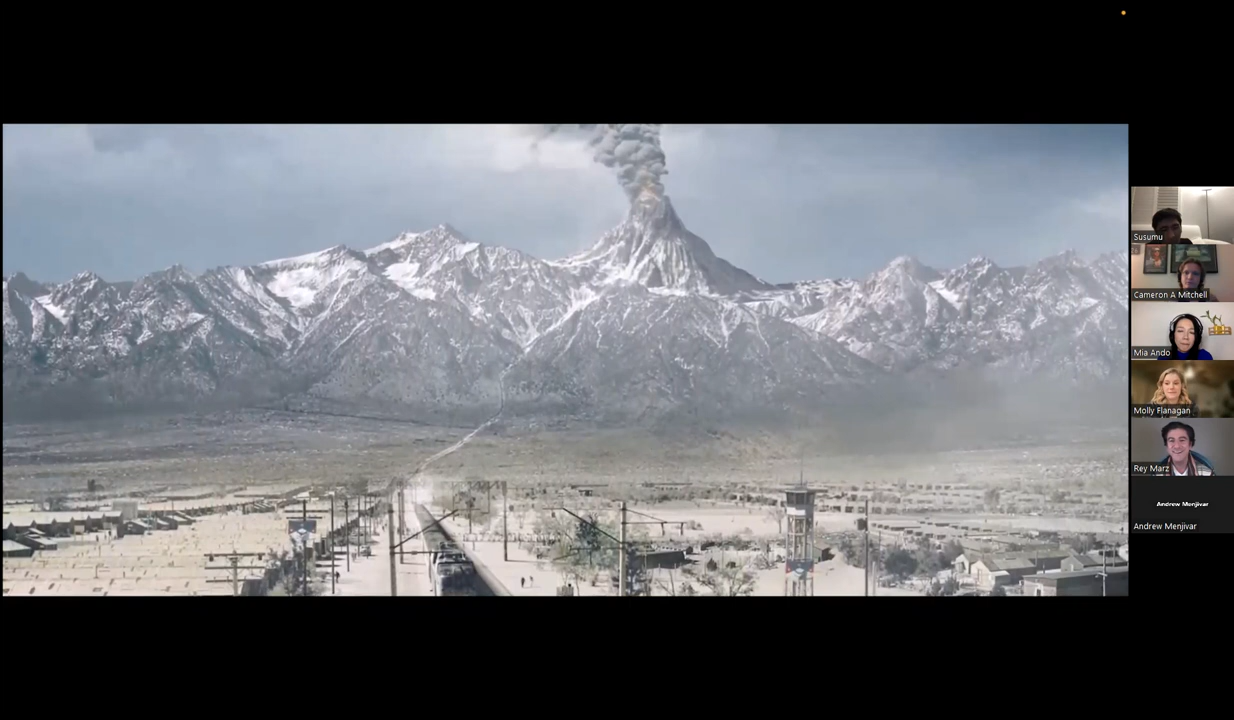 Susumu
Cameron A Mitchell
Mia Ando
Molly Flanagan
Rey Marz
Andrew Menjivar
Andrew Menjivar